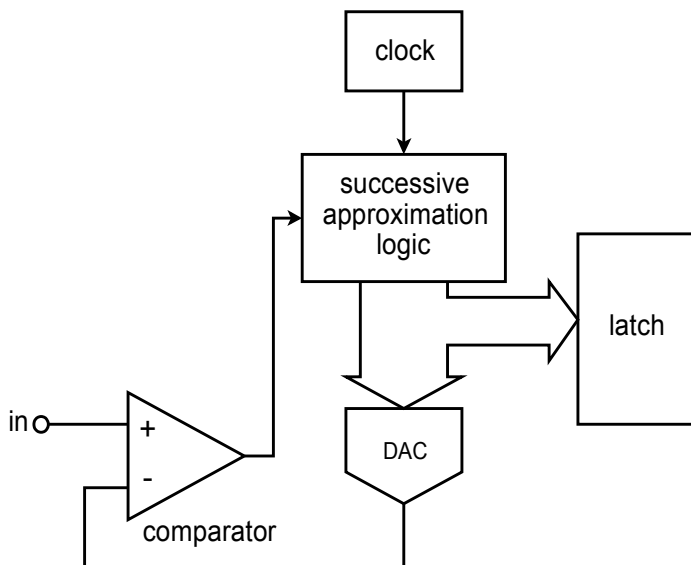 clock
successive
approximation
logic
latch
in
+
-
DAC
comparator